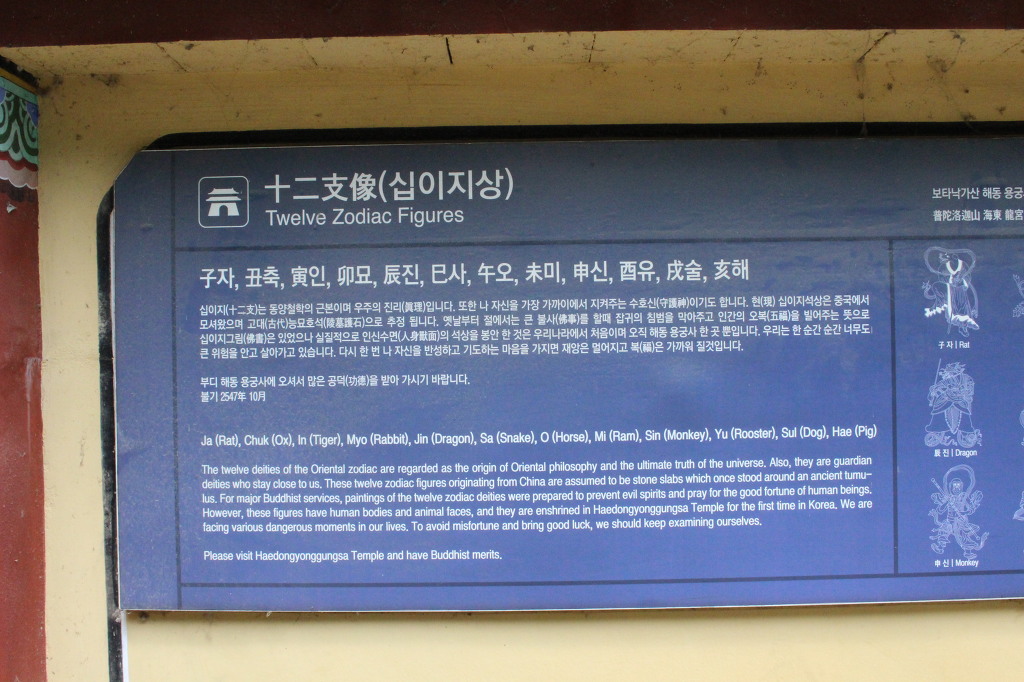 十二支像(십이지상)
Twelve Zodiac Figures
보타낙가산 해동 용궁
普陀洛迦山 海東 龍宮
子자, 丑축, 寅인, 卯묘, 辰진, 巳사, 午오, 未미, 申신, 酉유, 戌술, 亥해
십이지(十二支)는 동양철학의 근본이며 우주의 진리(眞理)입니다. 또한 나 자신을 가장 가까이에서 지켜주는 수호신(守護神)이기도 합니다. 현(現) 십이지석상은 중국에서
모셔왔으며 고대(古代)능묘호석(陵墓護石)으로 추정 됩니다. 옛날부터 절에서는 큰 불사(佛事)를 할때 잡귀의 침범을 막아주고 인간의 오복(五福)을 빌어주는 뜻으로
십이지그림(佛書)은 있었으나 실질적으로 인신수면(人身獸面)의 석상을 봉안 한 것은 우리나라에서 처음이며 오직 해동 용궁사 한 곳 뿐입니다. 우리는 한 순간 순간 너무도
큰 위험을 안고 살아가고 있습니다. 다시 한 번 나 자신을 반성하고 기도하는 마음을 가지면 재앙은 멀어지고 복(福)은 가까워 질것입니다.
부디 해동 용궁사에 오셔서 많은 공덕(功德)을 받아 가시기 바랍니다.
불기 2547年 10月
Ja (Rat), Chuk (Ox), In (Tiger), Myo (Rabbit), Jin (Dragon), Sa (Snake), O (Horse), Mi (Ram), Sin (Monkey), Yu (Rooster), Sul (Dog), Hae (Pig)
The twelve deities of the Oriental zodiac are regarded as the origin of Oriental philosophy and the ultimate truth of the universe. Also, they are guardian
deities who stay close to us. These twelve zodiac figures originating from China are assumed to be stone slabs which once stood around an ancient tumu-
lus. For major Buddhist services, paintings of the twelve zodiac deities were prepared to prevent evil spirits and pray for the good fortune of human beings.
However, these figures have human bodies and animal faces, and they are enshrined in Haedongyonggungsa Temple for the first time in Korea. We are
facing various dangerous moments in our lives. To avoid misfortune and bring good luck, we should keep examining ourselves.
Please visit Haedongyonggungsa Temple and have Buddhist merits.
子 자 | Rat
辰 진 | Dragon
申 신 | Monkey